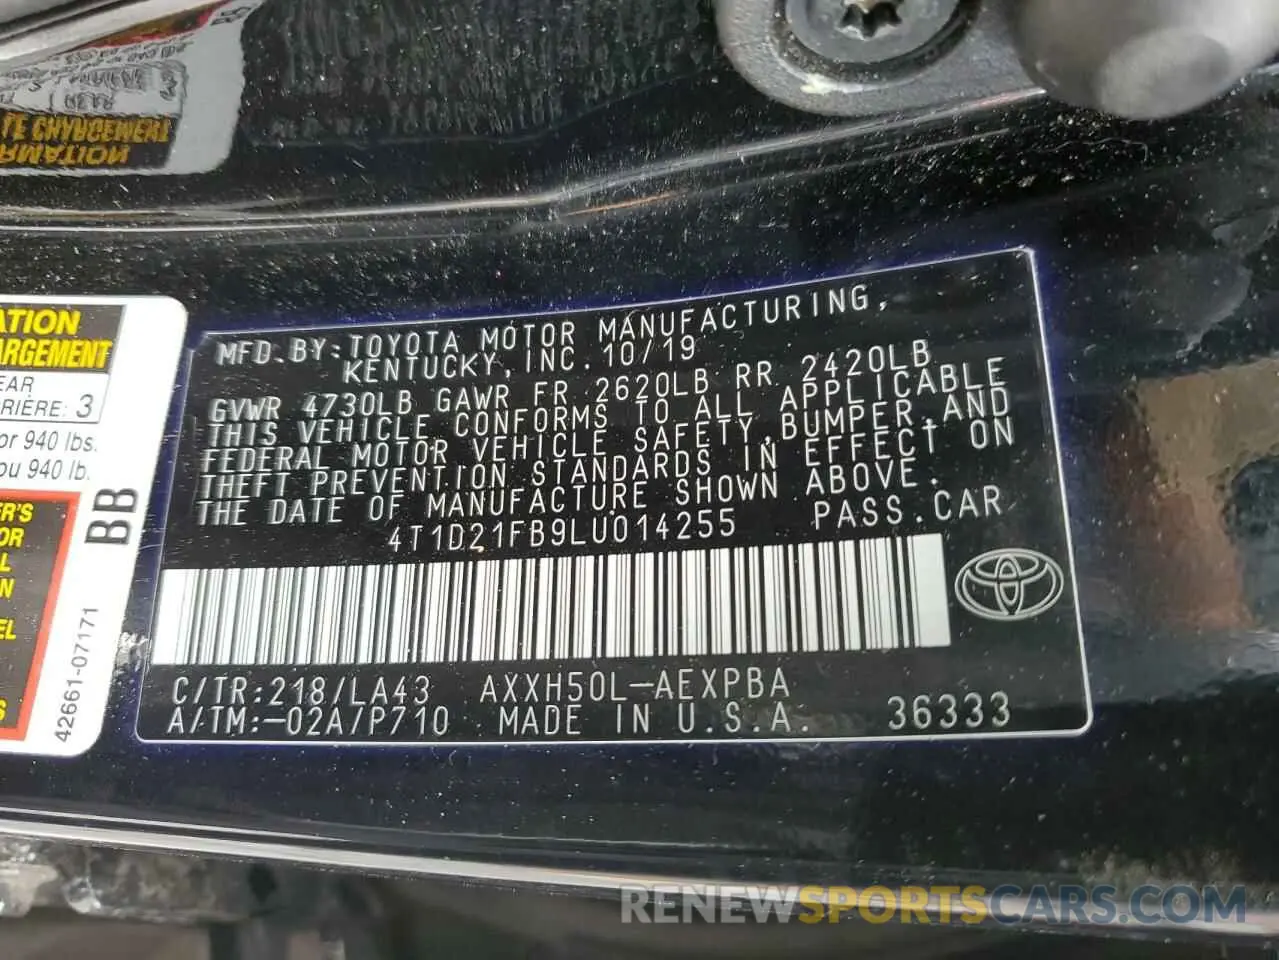 TE CHARGEMENT
RMATION
ATION
ARGEMENT
EAR
RIÈRE: 3
or 940 lbs.
ou 940 lb.
ER'S
OR
L
N
EL
S
BB
42661-07171
MFD.BY:TOYOTA MOTOR MANUFACTURING,
KENTUCKY,INC.10/19
GVWR 4730LB GAWR FR 2620LB RR 2420LB
THIS VEHICLE CONFORMS TO ALL APPLICABLE
FEDERAL MOTOR VEHICLE SAFETY,BUMPER,AND
THEFT PREVENTION STANDARDS IN EFFECT ON
THE DATE OF MANUFACTURE SHOWN ABOVE.
4T1D21FB9LU014255 PASS.CAR
C/TR:218/LA43 AXXH50L-AEXPBA
A/TM:-02A/P710 MADE IN U.S.A. 36333
RENEWSPORTSCARS.COM